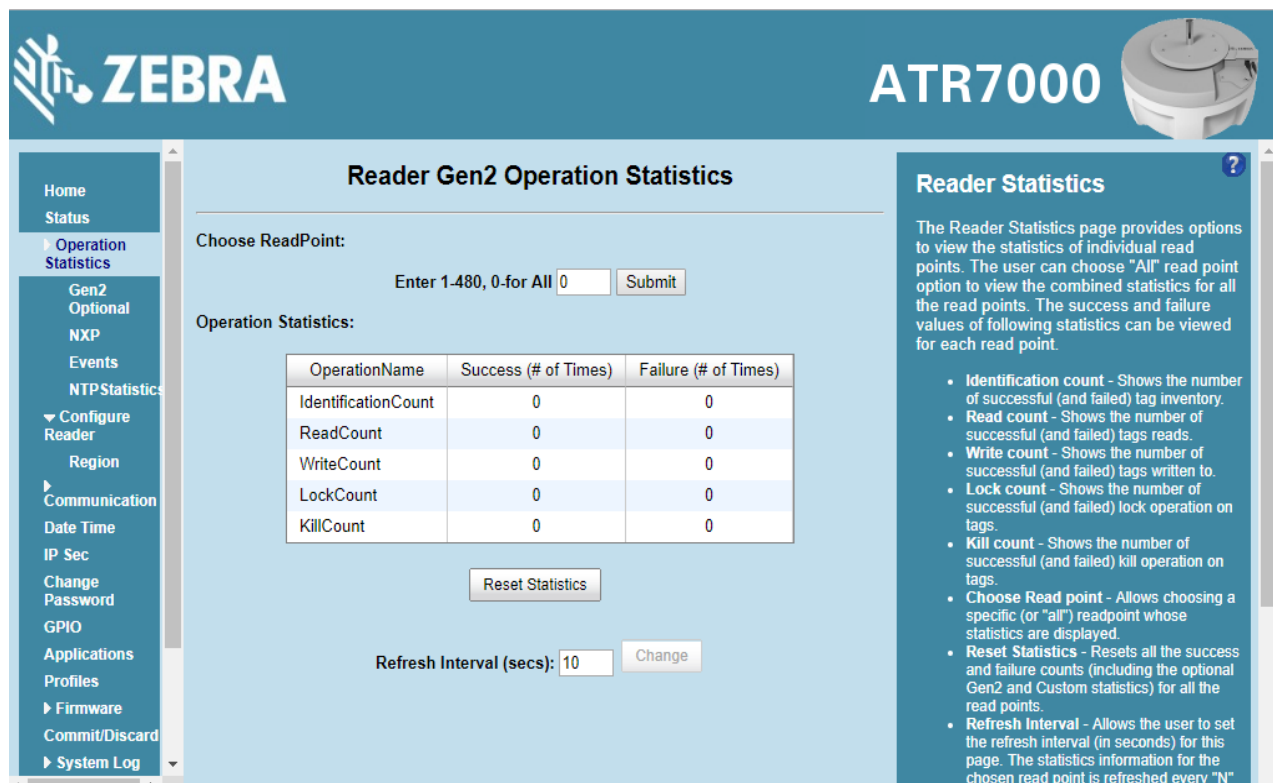 ZEBRA
ATR7000
Home
Status
Operation
Statistics
Gen2
Optional
NXP
Events
NTPStatistics
Configure
Reader
Region
Communication
Date Time
IP Sec
Change
Password
GPIO
Applications
Profiles
Firmware
Commit/Discard
System Log
Reader Gen2 Operation Statistics
Choose ReadPoint:
Enter 1-480, 0-for All 0 Submit
Operation Statistics:
OperationName Success (# of Times) Failure (# of Times)
IdentificationCount 0 0
ReadCount 0 0
WriteCount 0 0
LockCount 0 0
KillCount 0 0
Reset Statistics
Refresh Interval (secs): 10 Change
?
Reader Statistics
The Reader Statistics page provides options
to view the statistics of individual read
points. The user can choose "All" read point
option to view the combined statistics for all
the read points. The success and failure
values of following statistics can be viewed
for each read point.
• Identification count - Shows the number
of successful (and failed) tag inventory.
• Read count - Shows the number of
successful (and failed) tags reads.
• Write count - Shows the number of
successful (and failed) tags written to.
• Lock count - Shows the number of
successful (and failed) lock operation on
tags.
• Kill count - Shows the number of
successful (and failed) kill operation on
tags.
• Choose Read point - Allows choosing a
specific (or "all") readpoint whose
statistics are displayed.
• Reset Statistics - Resets all the success
and failure counts (including the optional
Gen2 and Custom statistics) for all the
read points.
• Refresh Interval - Allows the user to set
the refresh interval (in seconds) for this
page. The statistics information for the
chosen read point is refreshed every "N"